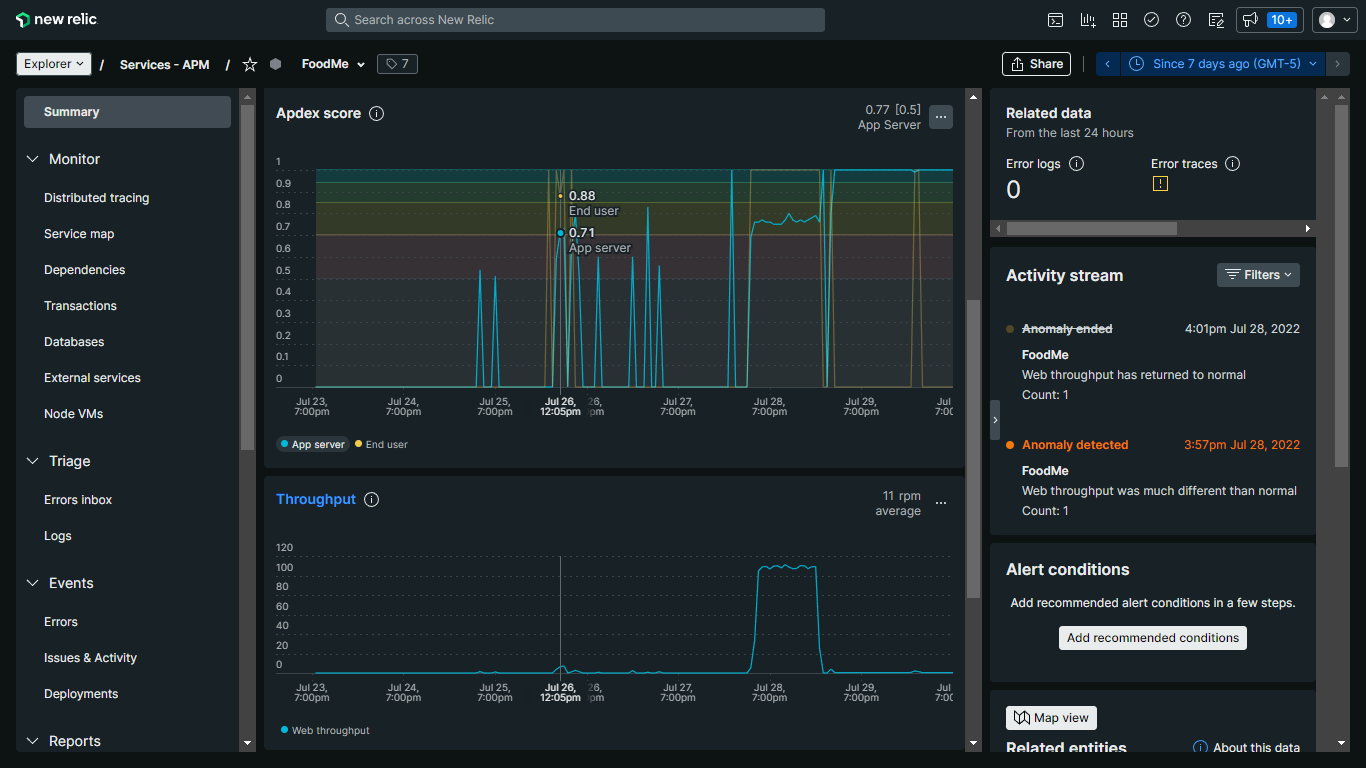 new relic
Search across New Relic
10+
Explorer
/
Services - APM
/
FoodMe
7
Share
Since 7 days ago (GMT-5)
Summary
Monitor
Distributed tracing
Service map
Dependencies
Transactions
Databases
External services
Node VMs
Triage
Errors inbox
Logs
Events
Errors
Issues & Activity
Deployments
Reports
Apdex score
0.77 [0.5]
App Server
...
1
0.9
0.8
0.7
0.6
0.5
0.4
0.3
0.2
0.1
0
0.88
End user
0.71
App server
Jul 23,
7:00pm
Jul 24,
7:00pm
Jul 25,
7:00pm
Jul 26,
12:05pm
Jul 27,
7:00pm
Jul 28,
7:00pm
Jul 29,
7:00pm
App server
End user
Throughput
11 rpm
average
...
120
100
80
60
40
20
0
Jul 23,
7:00pm
Jul 24,
7:00pm
Jul 25,
7:00pm
Jul 26,
12:05pm
Jul 27,
7:00pm
Jul 28,
7:00pm
Jul 29,
7:00pm
Web throughput
Related data
From the last 24 hours
Error logs
0
Error traces
Activity stream
Filters
Anomaly ended
4:01pm Jul 28, 2022
FoodMe
Web throughput has returned to normal
Count: 1
Anomaly detected
3:57pm Jul 28, 2022
FoodMe
Web throughput was much different than normal
Count: 1
Alert conditions
Add recommended alert conditions in a few steps.
Add recommended conditions
Map view
Related entities
About this data